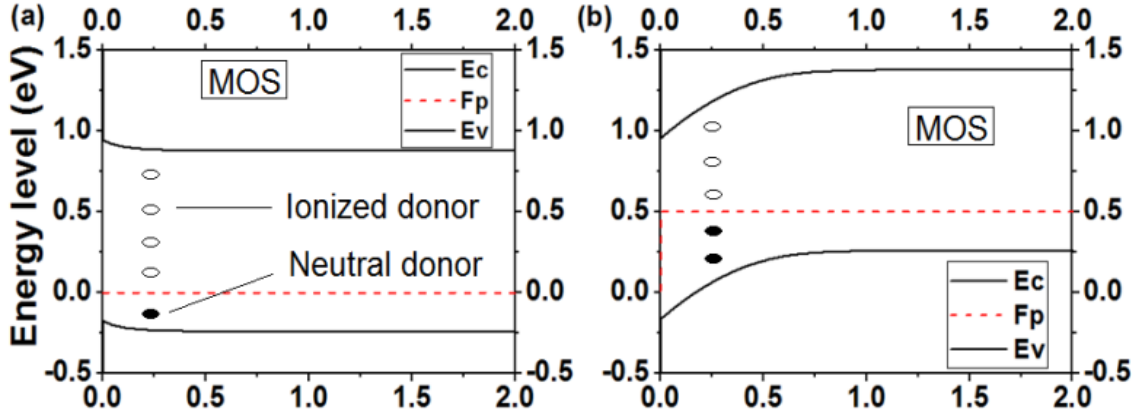 (a) 0.0 0.5 1.0 1.5 2.0
(b) 0.0 0.5 1.0 1.5 2.0
Energy level (eV)
1.5
1.0
0.5
0.0
-0.5
MOS
Ec
Fp
Ev
Ionized donor
Neutral donor
1.5
1.0
0.5
0.0
-0.5
0.0 0.5 1.0 1.5 2.0
1.5
1.0
0.5
0.0
-0.5
MOS
Ec
Fp
Ev
1.5
1.0
0.5
0.0
-0.5
0.0 0.5 1.0 1.5 2.0